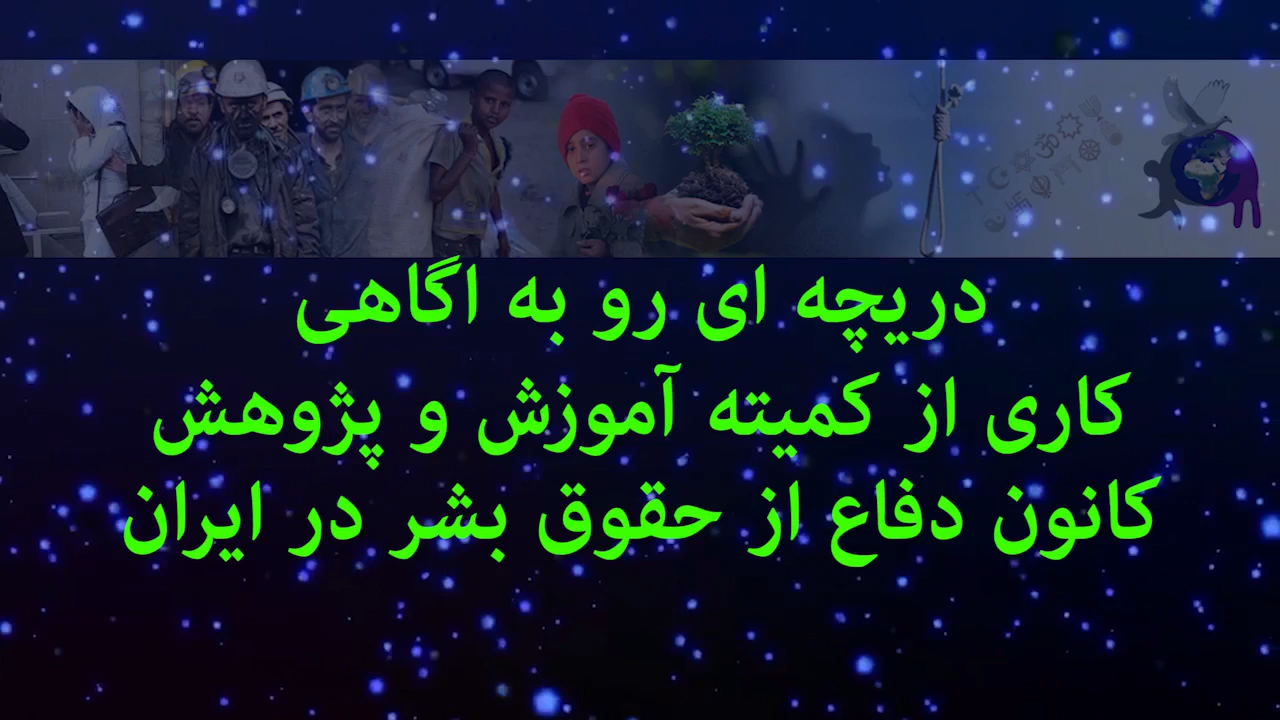 دریچه ای رو به اگاهی
کاری از کمیته آموزش و پژوهش
کانون دفاع از حقوق بشر در ایران